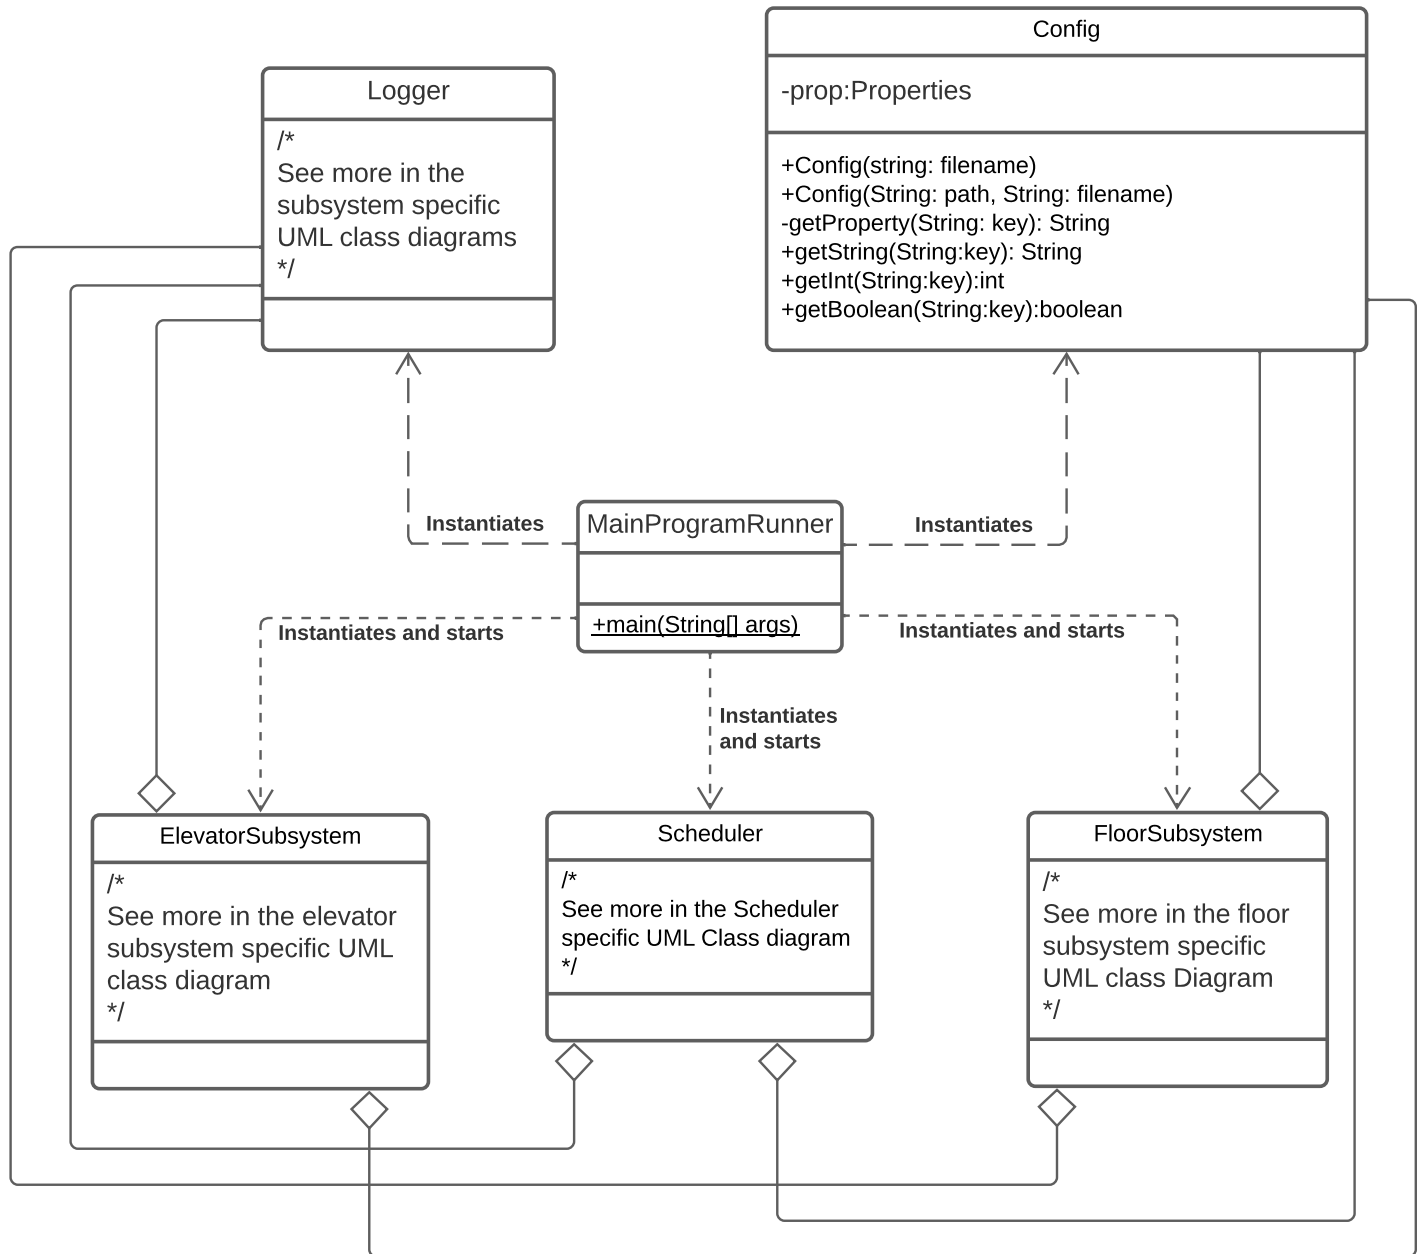 Config
-prop:Properties
+Config(string: filename)
+Config(String: path, String: filename)
-getProperty(String: key): String
+getString(String:key): String
+getInt(String:key):int
+getBoolean(String:key):boolean
Logger
/*
See more in the
subsystem specific
UML class diagrams
*/
Instantiates
MainProgramRunner
+main(String[] args)
Instantiates
Instantiates and starts
Instantiates and starts
Instantiates
and starts
ElevatorSubsystem
/*
See more in the elevator
subsystem specific UML
class diagram
*/
Scheduler
/*
See more in the Scheduler
specific UML Class diagram
*/
FloorSubsystem
/*
See more in the floor
subsystem specific
UML class Diagram
*/